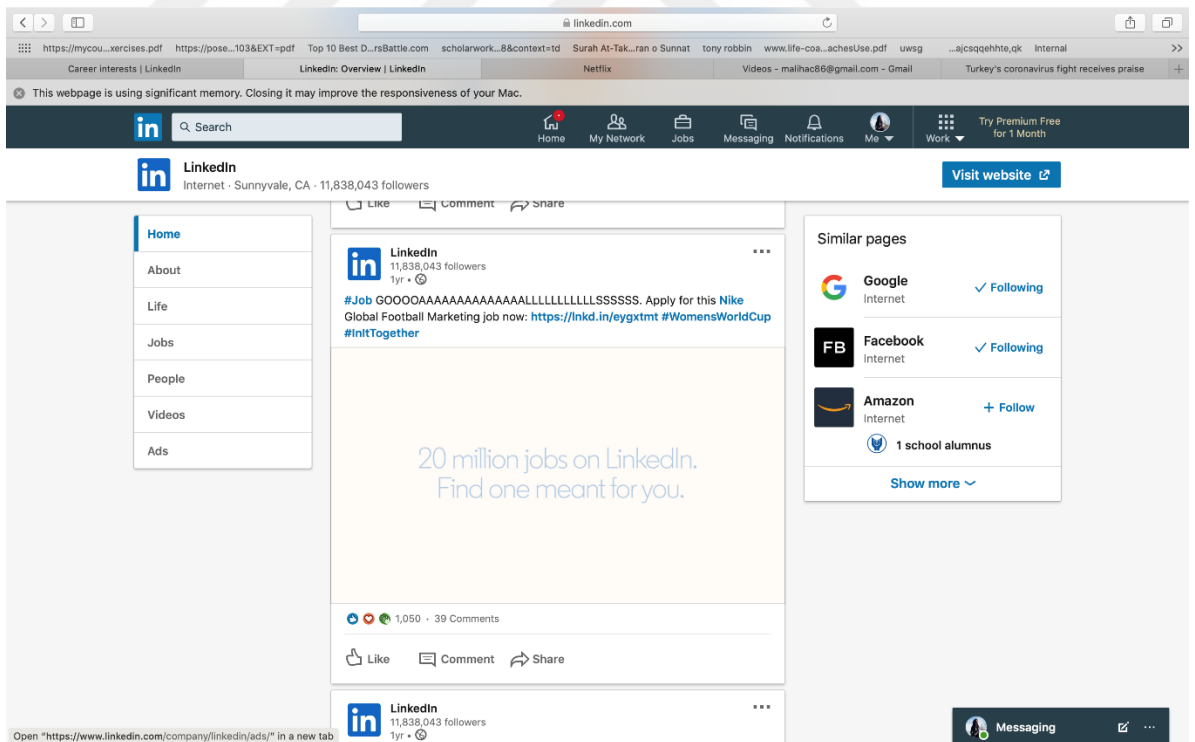 linkedin.com
https://mycou...xercises.pdf https://pose...103&EXT=pdf Top 10 Best D...rsBattle.com scholarwork...8&context=td Surah At-Tak...ran o Sunnat tony robbin www.life-coa...achesUse.pdf uwsg ...ajcsqqehhte,qk Internal >>
Career interests | LinkedIn LinkedIn: Overview | LinkedIn Netflix Videos - malihac86@gmail.com - Gmail Turkey's coronavirus fight receives praise +
This webpage is using significant memory. Closing it may improve the responsiveness of your Mac.
in Search Home My Network Jobs Messaging Notifications Me Work Try Premium Free
for 1 Month
in LinkedIn
Internet · Sunnyvale, CA · 11,838,043 followers
Visit website
Like Comment Share
Home
About
Life
Jobs
People
Videos
Ads
in LinkedIn
11,838,043 followers
1yr •
#Job GOOOOAAAAAAAAAAAAAALLLLLLLLLLLSSSSSS. Apply for this Nike
Global Football Marketing job now: https://lnkd.in/eygxtmt #WomensWorldCup
#InItTogether
20 million jobs on LinkedIn.
Find one meant for you.
1,050 · 39 Comments
Like Comment Share
in LinkedIn
11,838,043 followers
1yr •
Similar pages
G Google
Internet
Following
FB Facebook
Internet
Following
Amazon
Internet
+ Follow
1 school alumnus
Show more
Messaging
Open "https://www.linkedin.com/company/linkedin/ads/" in a new tab